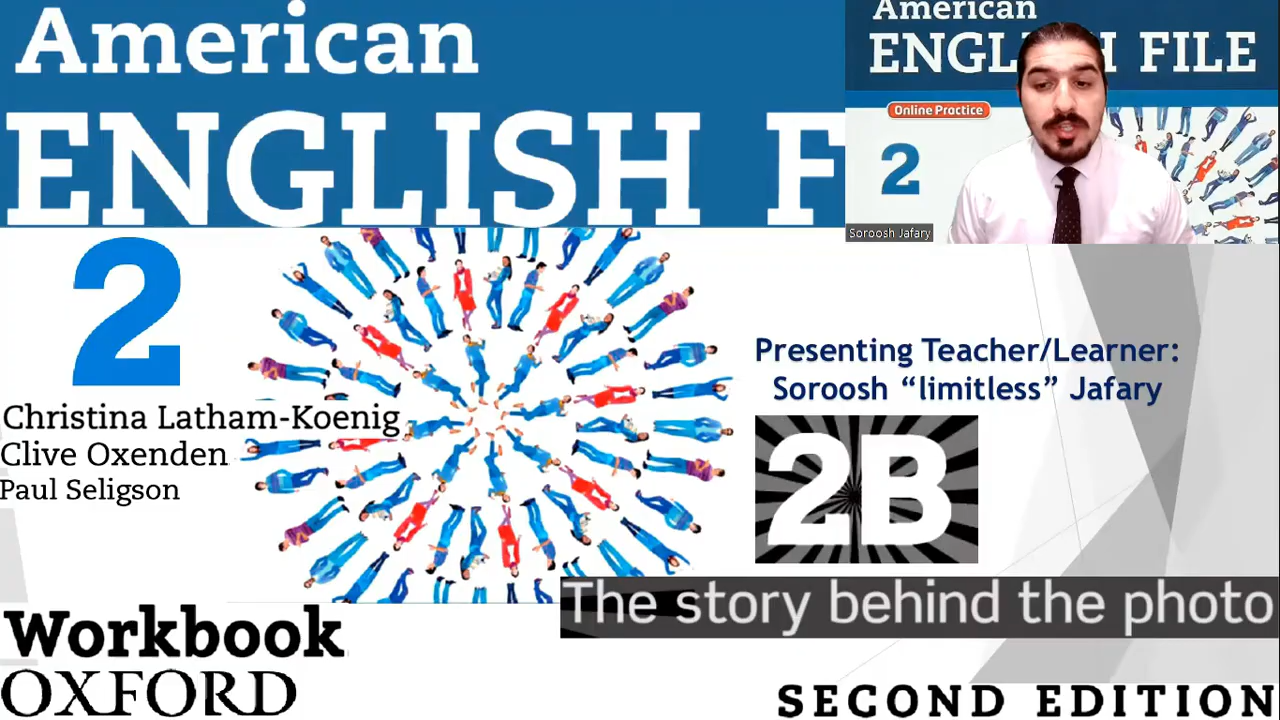 American
ENGLISH F
2
Christina Latham-Koenig
Clive Oxenden
Paul Seligson
Workbook
OXFORD
American
ENGL H FILE
Online Practice
2
Soroosh Jafary
Presenting Teacher/Learner:
Soroosh “limitless” Jafary
2B
The story behind the photo
SECOND EDITION